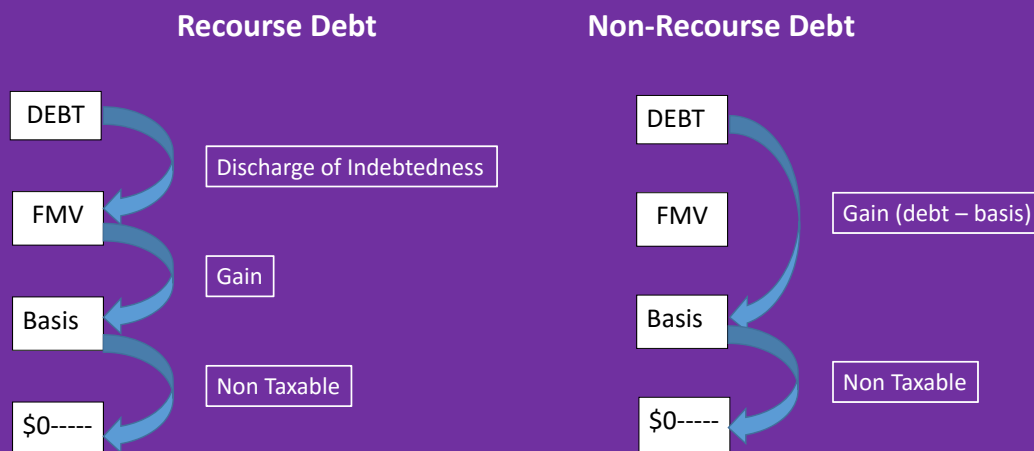 Recourse Debt
DEBT
Discharge of Indebtedness
FMV
Gain
Basis
Non Taxable
$0-----
Non-Recourse Debt
DEBT
FMV
Gain (debt – basis)
Basis
Non Taxable
$0-----